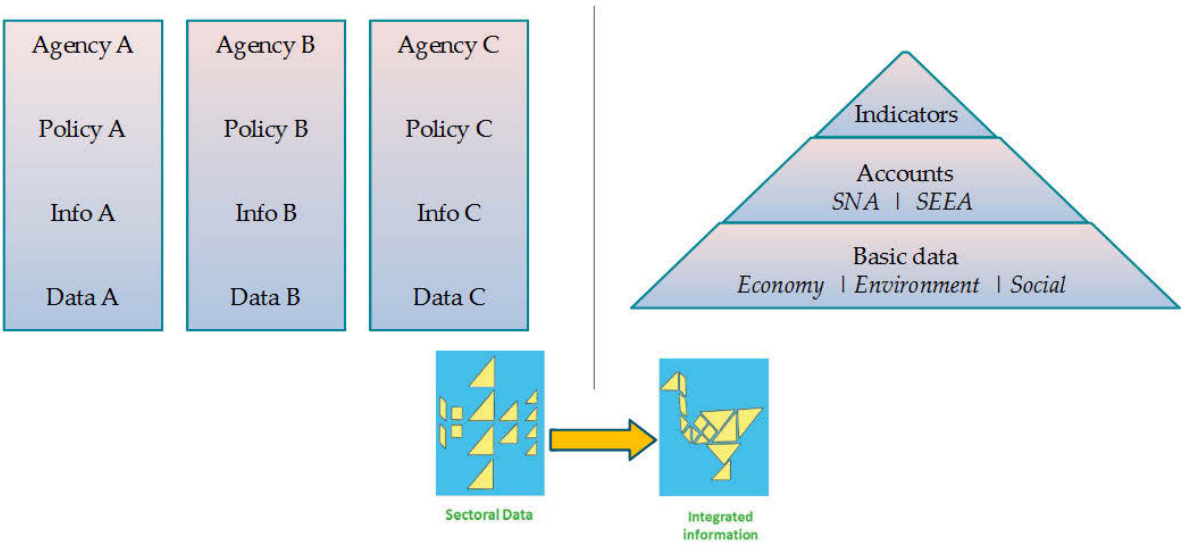 Agency A
Policy A
Info A
Data A
Agency B
Policy B
Info B
Data B
Agency C
Policy C
Info C
Data C
Indicators
Accounts
SNA | SEEA
Basic data
Economy | Environment | Social
Sectoral Data
Integrated
information